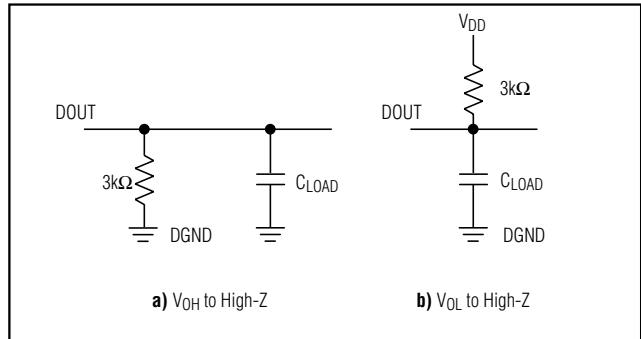 DOUT
3kΩ
DGND
CLOAD
a) VOH to High-Z
VDD
3kΩ
DOUT
CLOAD
DGND
b) VOL to High-Z